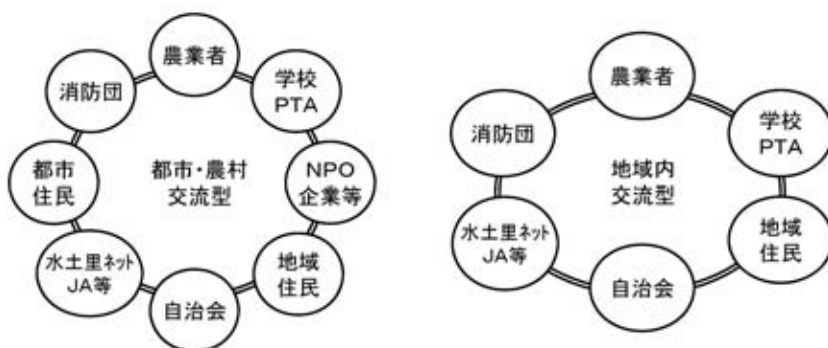 農業者
学校
PTA
NPO
企業等
地域
住民
自治会
水土里ネット
JA等
都市
住民
消防団
都市・農村
交流型
農業者
学校
PTA
地域
住民
自治会
水土里ネット
JA等
消防団
地域内
交流型